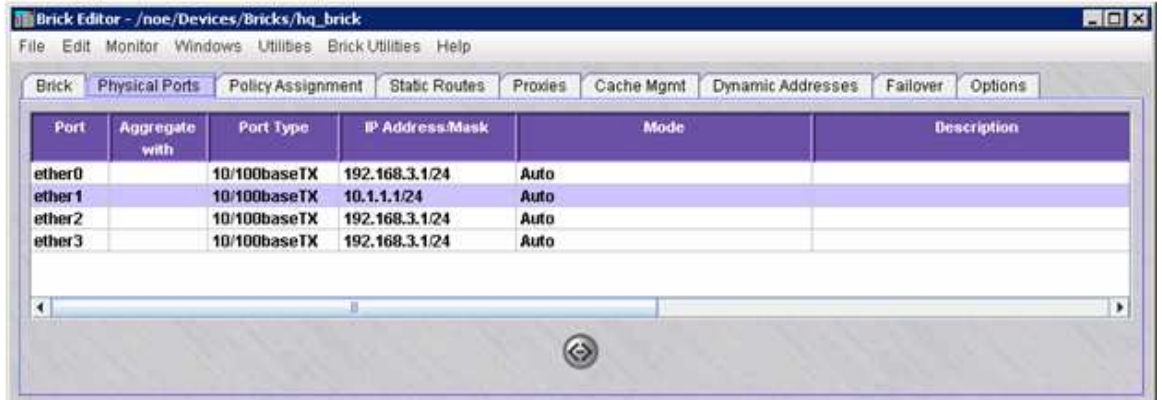 Brick Editor - /noe/Devices/Bricks/hq_brick
File Edit Monitor Windows Utilities Brick Utilities Help
Brick Physical Ports Policy Assignment Static Routes Proxies Cache Mgmt Dynamic Addresses Failover Options
Port Aggregate with Port Type IP Address/Mask Mode Description
ether0 10/100baseTX 192.168.3.1/24 Auto
ether1 10/100baseTX 10.1.1.1/24 Auto
ether2 10/100baseTX 192.168.3.1/24 Auto
ether3 10/100baseTX 192.168.3.1/24 Auto